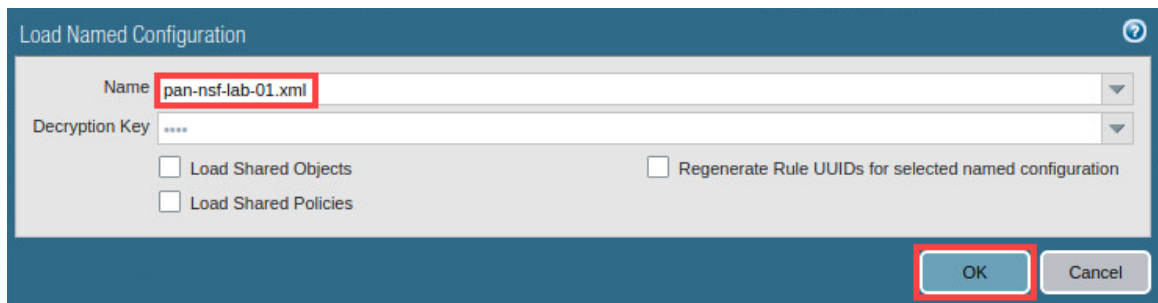 Load Named Configuration
Name pan-nsf-lab-01.xml
Decryption Key ••••
Load Shared Objects Regenerate Rule UUIDs for selected named configuration
Load Shared Policies
OK Cancel